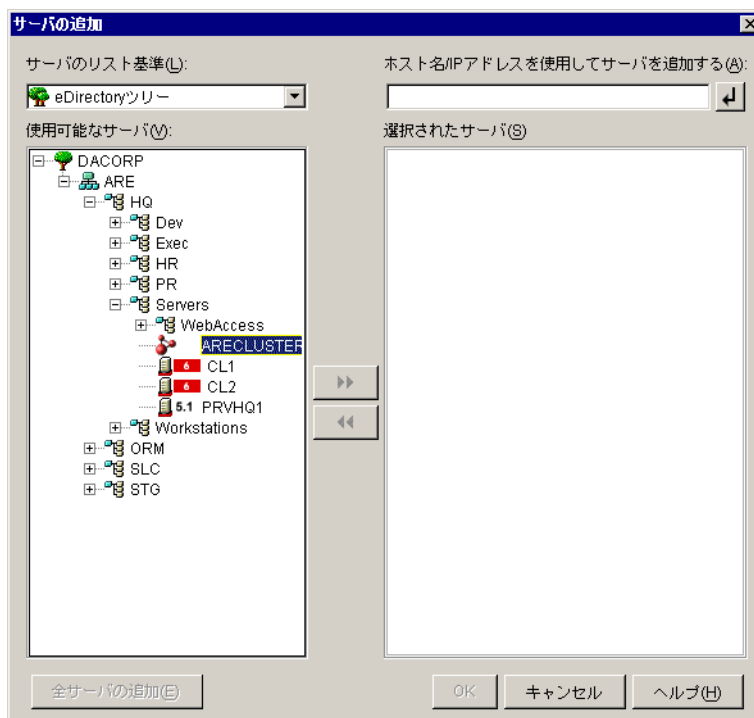 サーバの追加
サーバのリスト基準(L):
eDirectoryツリー
使用可能なサーバ(V):
DACORP
ARE
HQ
Dev
Exec
HR
PR
Servers
WebAccess
ARECLUSTER
6 CL1
6 CL2
5.1 PRVHQ1
Workstations
ORM
SLC
STG
全サーバの追加(E)
ホスト名/IPアドレスを使用してサーバを追加する(A):
選択されたサーバ(S)
OK
キャンセル
ヘルプ(H)